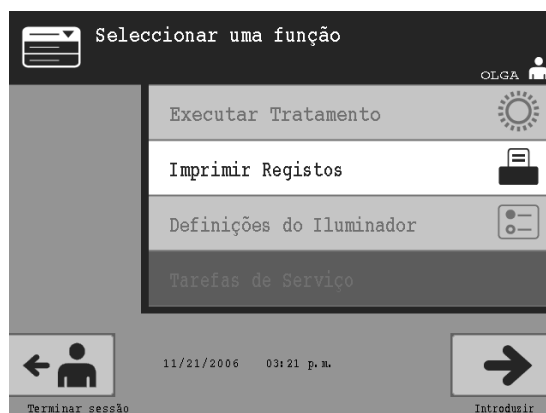 Seleccionar uma função
OLGA
Executar Tratamento
Imprimir Registos
Definições do Iluminador
Tarefas de Serviço
11/21/2006 03:21 p.m.
Terminar sessão
Introduzir